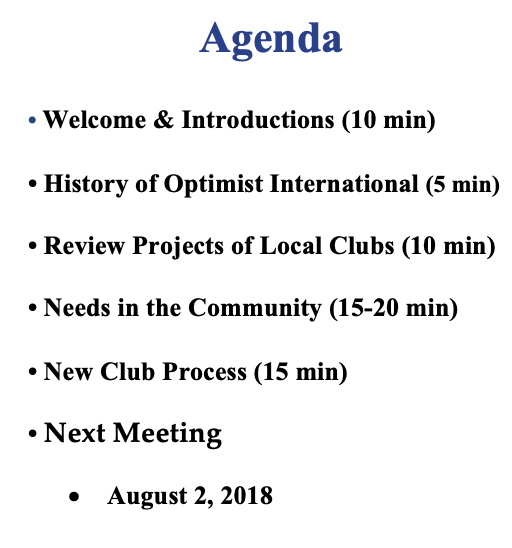 Agenda
• Welcome & Introductions (10 min)
• History of Optimist International (5 min)
• Review Projects of Local Clubs (10 min)
• Needs in the Community (15-20 min)
• New Club Process (15 min)
• Next Meeting
• August 2, 2018